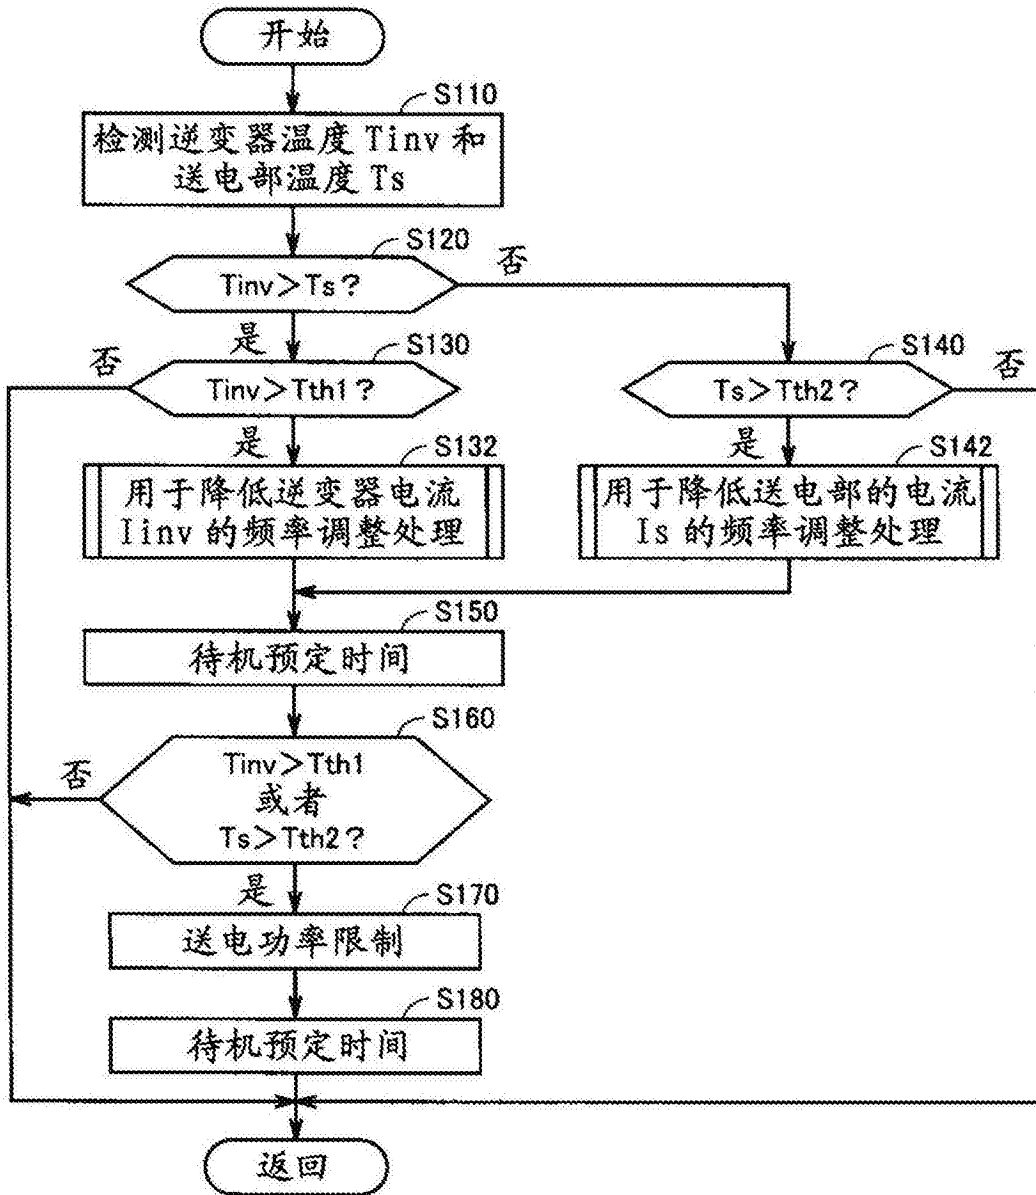 开始
S110
检测逆变器温度 Tinv 和
送电部温度 Ts
S120
Tinv＞Ts？
否
是
S130
否
Tinv＞Tth1？
S140
Ts＞Tth2？
否
是
S132
用于降低逆变器电流
Iinv 的频率调整处理
是
S142
用于降低送电部的电流
Is 的频率调整处理
S150
待机预定时间
S160
否
Tinv＞Tth1
或者
Ts＞Tth2？
是
S170
送电功率限制
S180
待机预定时间
返回